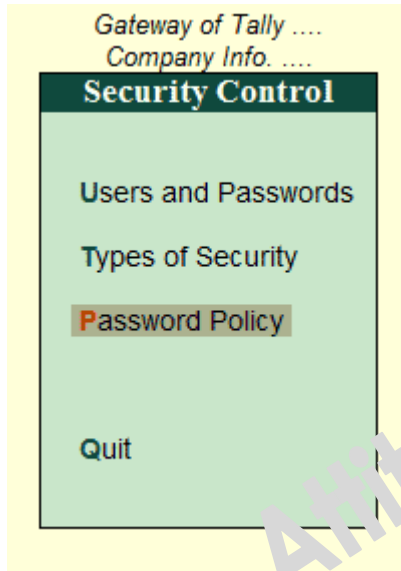 Gateway of Tally ....
Company Info. ....
Security Control
Users and Passwords
Types of Security
Password Policy
Quit